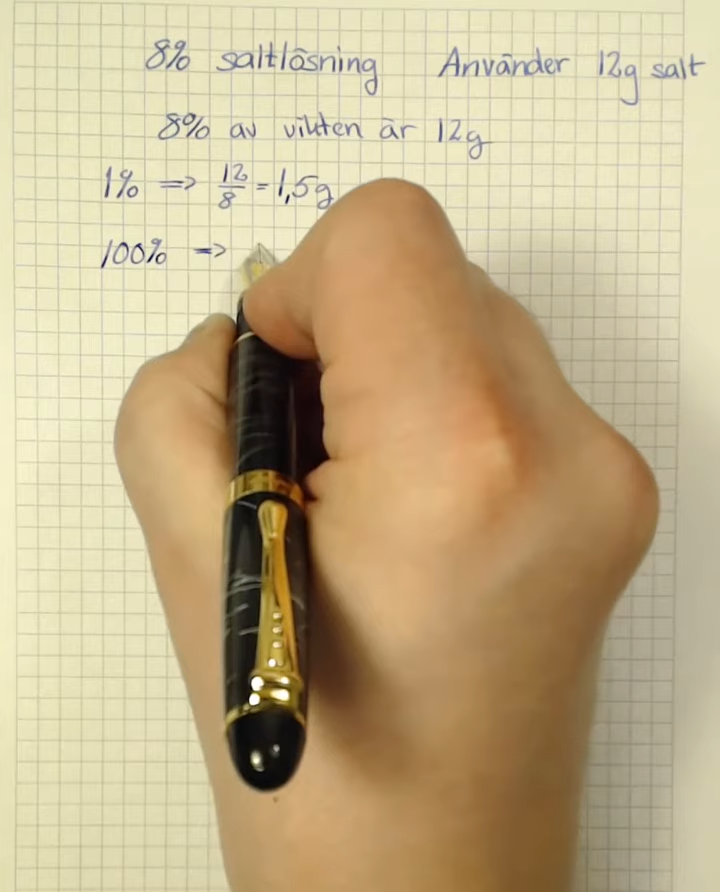 8% saltlösning Använder 12g salt
8% av vikten är 12g
1% => 12/8 = 1,5g
100% =>